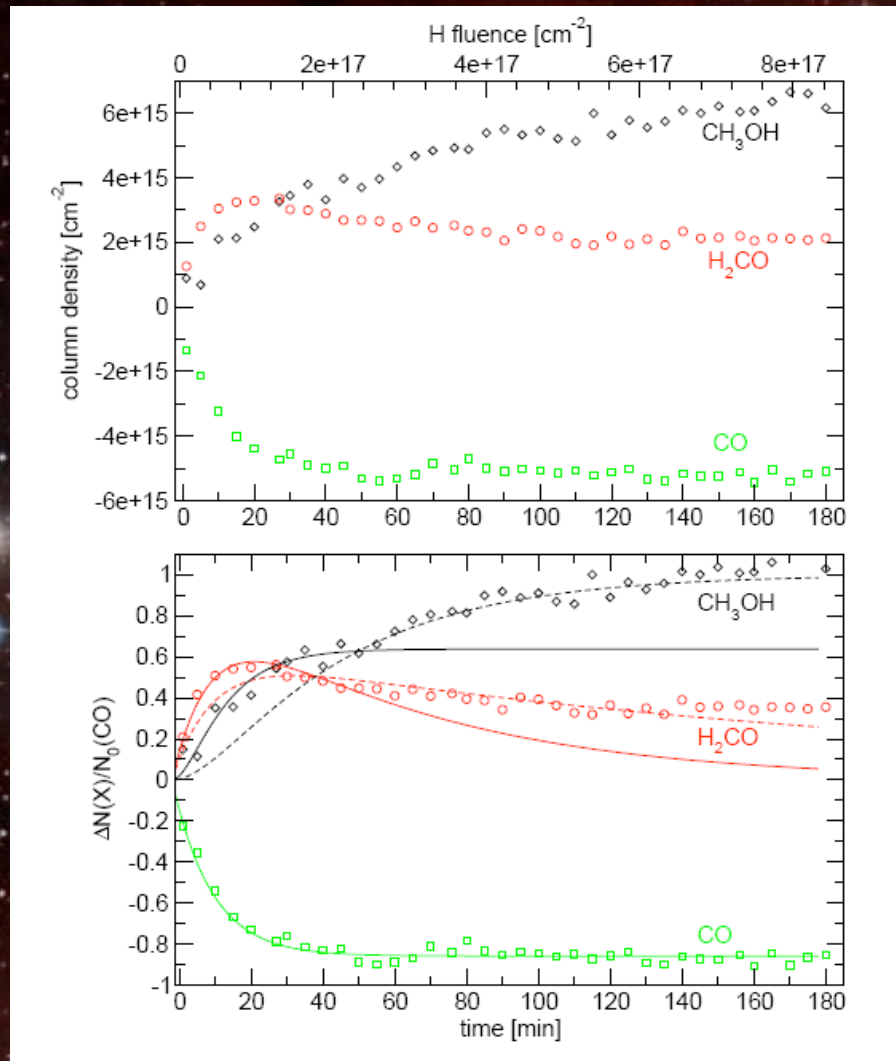 H fluence [cm⁻²]
0 2e+17 4e+17 6e+17 8e+17
6e+15
CH₃OH
4e+15
column density [cm⁻²]
2e+15
H₂CO
0
-2e+15
-4e+15
CO
-6e+15
0 20 40 60 80 100 120 140 160 180
1
CH₃OH
0.8
0.6
0.4
H₂CO
0.2
ΔN(X)/N₀(CO)
0
-0.2
-0.4
-0.6
CO
-0.8
-1
0 20 40 60 80 100 120 140 160 180
time [min]